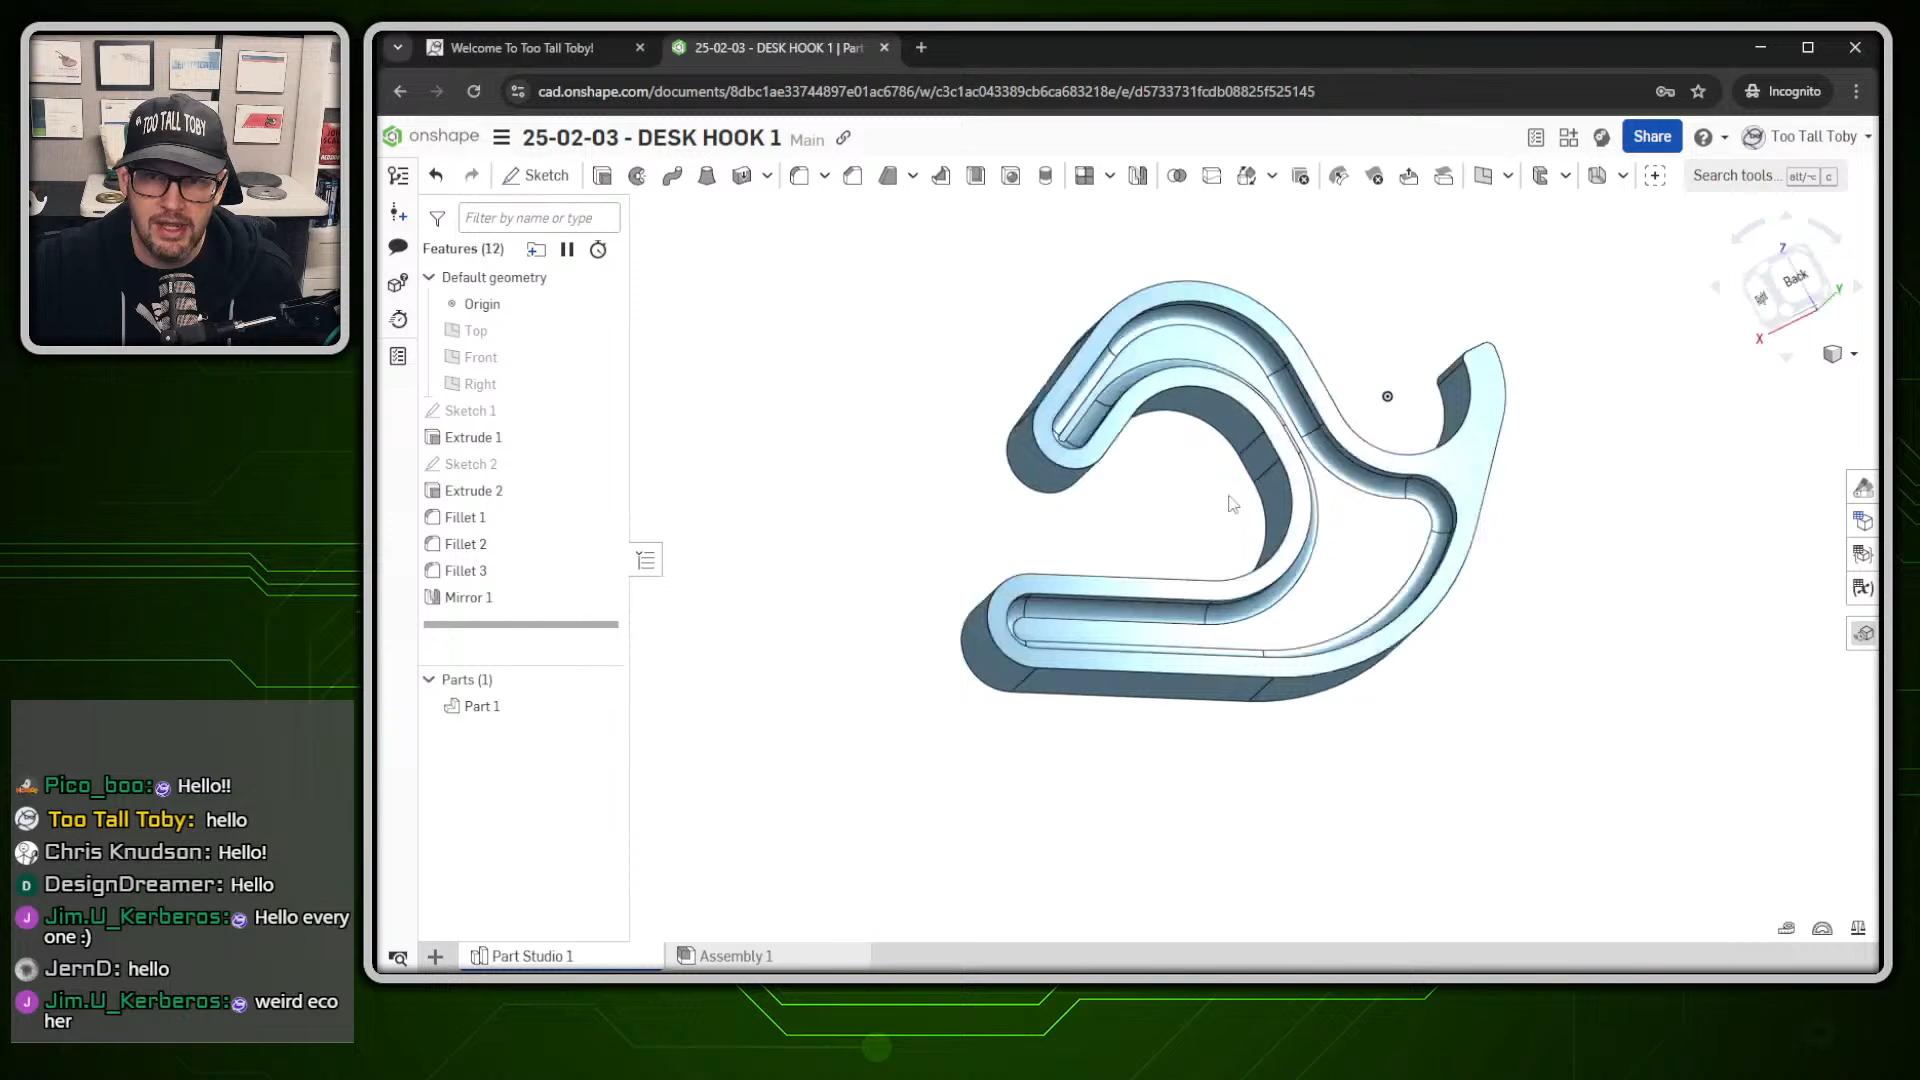 Welcome To Too Tall Toby!
25-02-03 - DESK HOOK 1 | Part
cad.onshape.com/documents/8dbc1ae33744897e01ac6786/w/c3c1ac043389cb6ca683218e/e/d5733731fcdb08825f525145
Incognito
onshape
25-02-03 - DESK HOOK 1
Main
Share
Too Tall Toby
Sketch
Search tools...
alt/⌥
c
Filter by name or type
Features (12)
Default geometry
Origin
Top
Front
Right
Sketch 1
Extrude 1
Sketch 2
Extrude 2
Fillet 1
Fillet 2
Fillet 3
Mirror 1
Parts (1)
Part 1
Z
Back
Right
Y
X
Part Studio 1
Assembly 1
TOO TALL TOBY
Pico_boo: Hello!!
Too Tall Toby: hello
Chris Knudson: Hello!
D DesignDreamer: Hello
J Jim.U_Kerberos: Hello every
one :)
JernD: hello
J Jim.U_Kerberos: weird eco
her